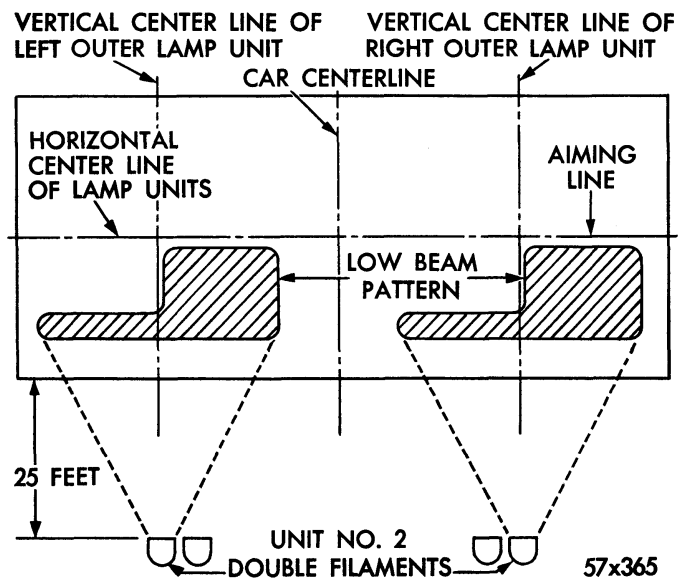 VERTICAL CENTER LINE OF
LEFT OUTER LAMP UNIT
VERTICAL CENTER LINE OF
RIGHT OUTER LAMP UNIT
CAR CENTERLINE
HORIZONTAL
CENTER LINE
OF LAMP UNITS
AIMING
LINE
LOW BEAM
PATTERN
25 FEET
UNIT NO. 2
DOUBLE FILAMENTS
57x365